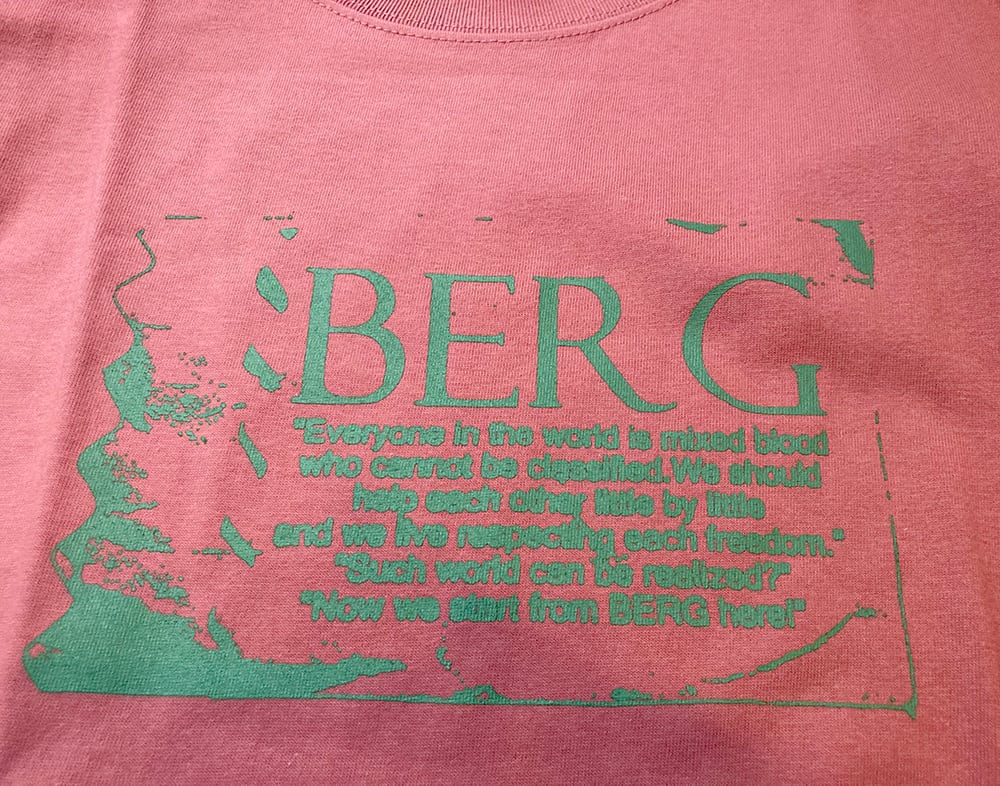 BERG
"Everyone in the world is mixed blood
who cannot be classified.We should
help each other little by little
and we live respecting each freedom."
"Such world can be realized?"
"Now we start from BERG here!"